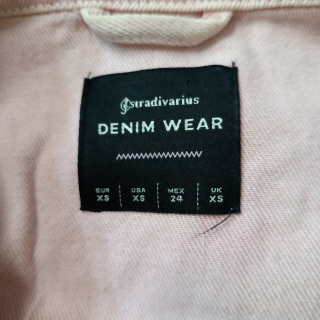 stradivarius
DENIM WEAR
EUR USA MEX UK
XS XS 24 XS